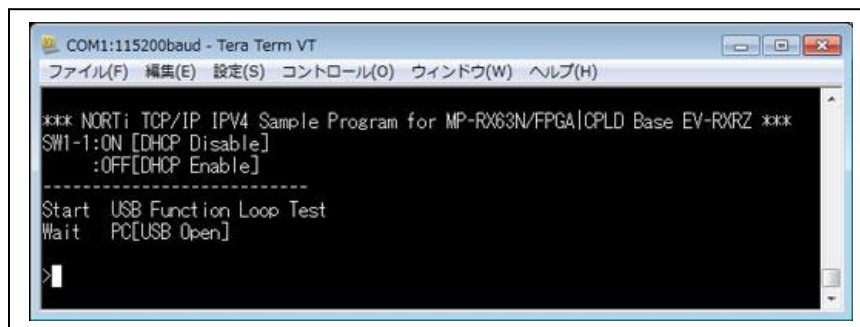 COM1:115200baud - Tera Term VT
ファイル(F) 編集(E) 設定(S) コントロール(O) ウィンドウ(W) ヘルプ(H)
*** NORTi TCP/IP IPV4 Sample Program for MP-RX63N/FPGA|CPLD Base EV-RXRZ ***
SW1-1:ON [DHCP Disable]
:OFF[DHCP Enable]
----------------------------
Start USB Function Loop Test
Wait PC[USB Open]
>